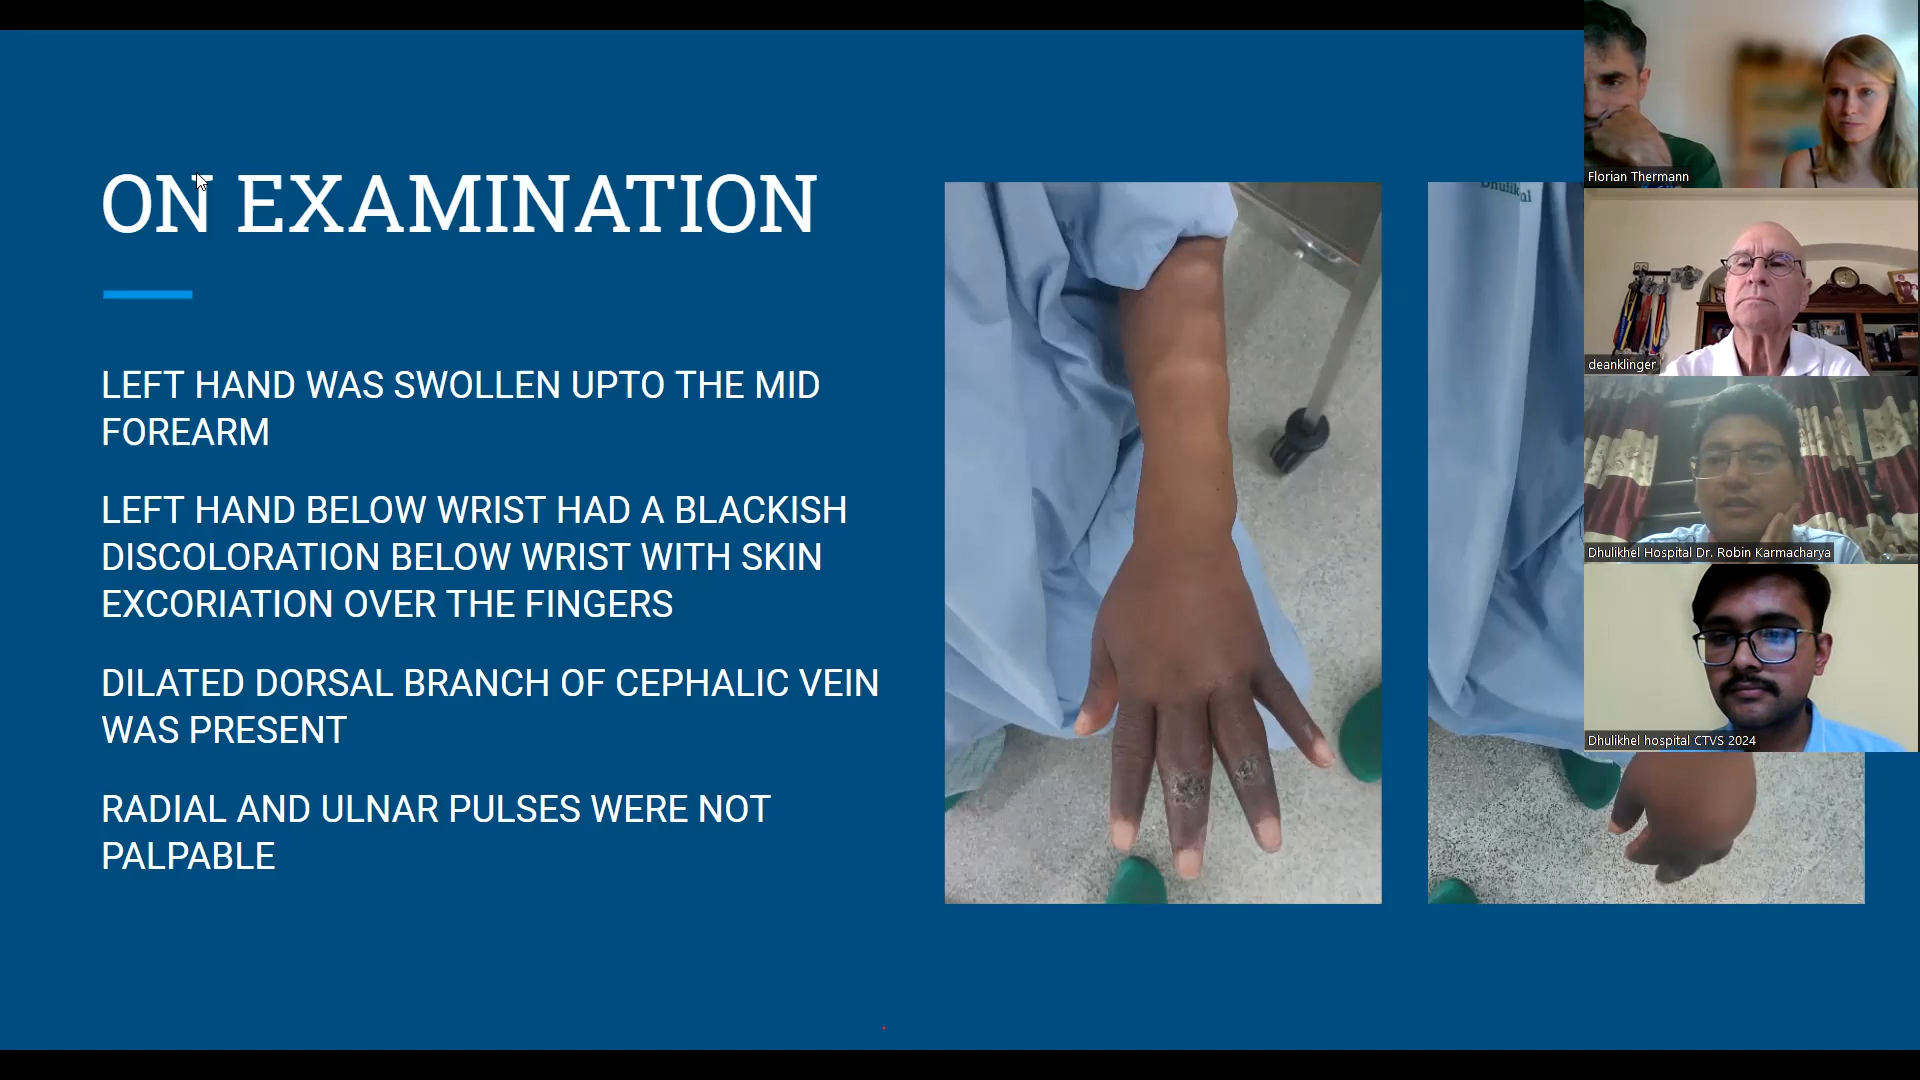 ON EXAMINATION
LEFT HAND WAS SWOLLEN UPTO THE MID
FOREARM
LEFT HAND BELOW WRIST HAD A BLACKISH
DISCOLORATION BELOW WRIST WITH SKIN
EXCORIATION OVER THE FINGERS
DILATED DORSAL BRANCH OF CEPHALIC VEIN
WAS PRESENT
RADIAL AND ULNAR PULSES WERE NOT
PALPABLE
Florian Thermann
deanklinger
Dhulikhel Hospital Dr. Robin Karmacharya
Dhulikhel hospital CTVS 2024